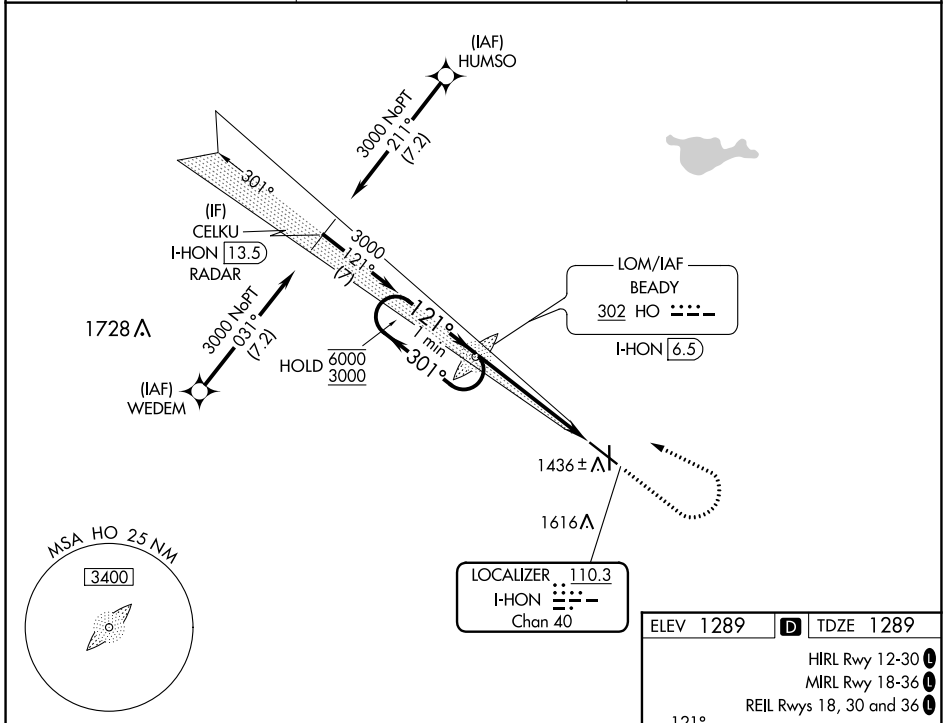 (IAF)
HUMSO
3000 NoPT
211°
(7.2)
301°
(IF)
CELKU
I-HON 13.5
RADAR
3000
121°
(7)
LOM/IAF
BEADY
302 HO
I-HON 6.5
121°
1 min
301°
HOLD 6000
3000
1728
3000 NoPT
031°
(7.2)
(IAF)
WEDEM
1436 ±
1616
MSA HO 25 NM
3400
LOCALIZER 110.3
I-HON
Chan 40
ELEV 1289 D TDZE 1289
HIRL Rwy 12-30 L
MIRL Rwy 18-36 L
REIL Rwys 18, 30 and 36 L
121°